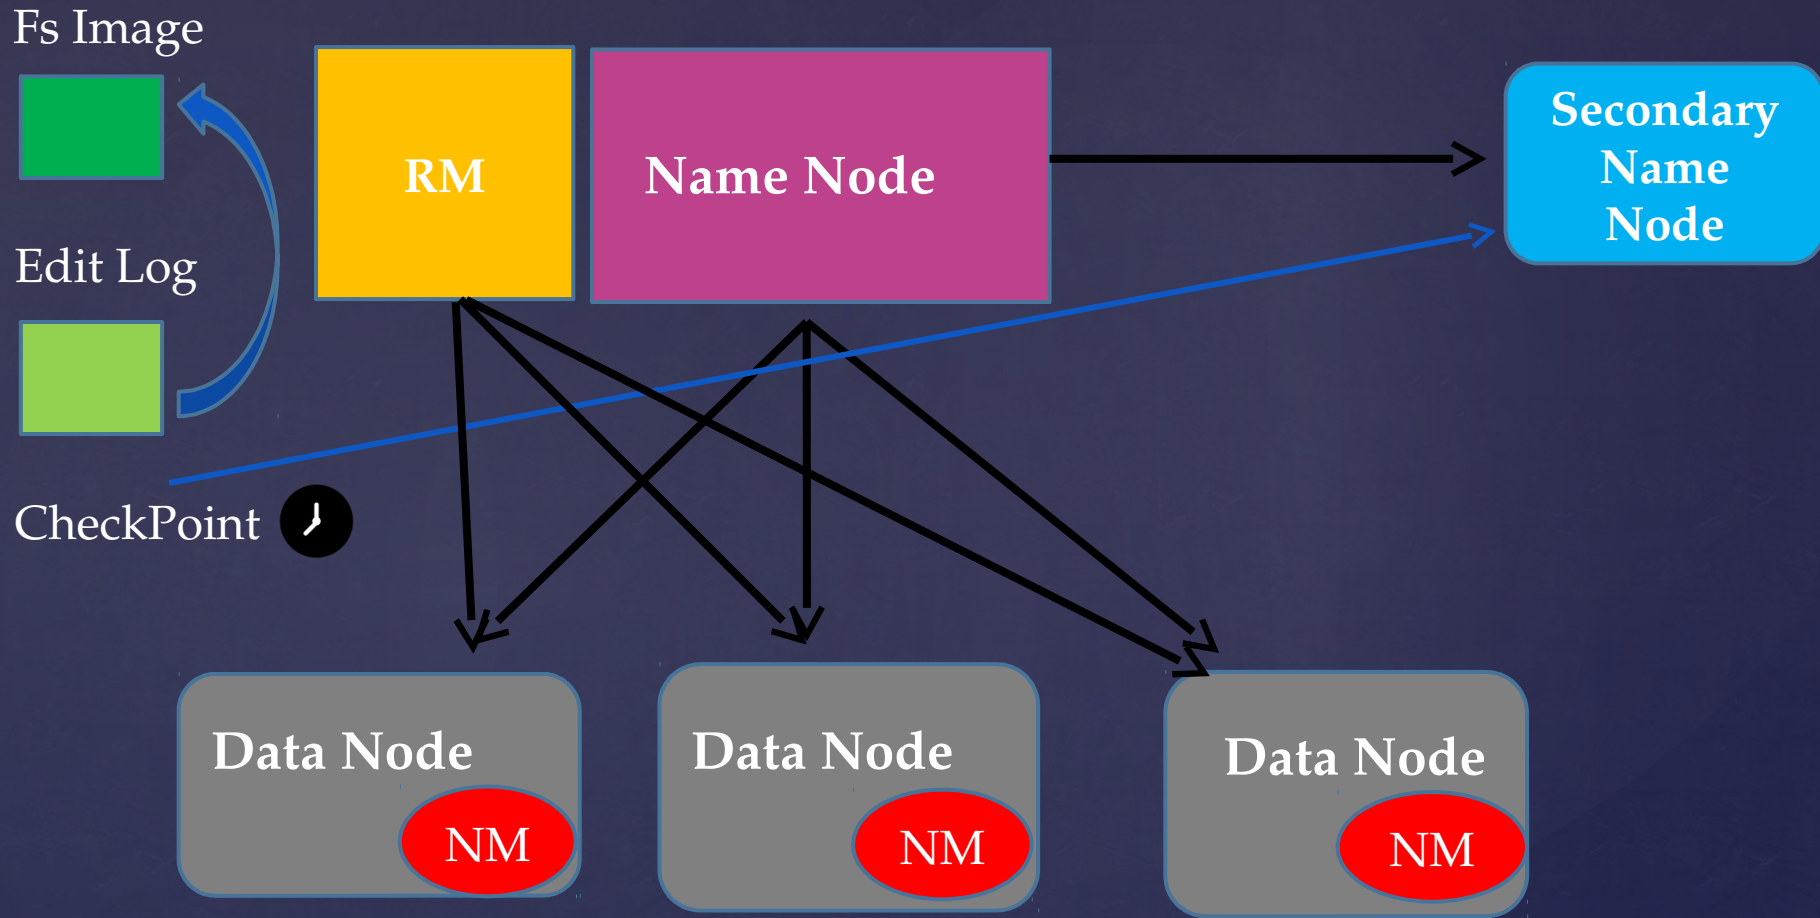 Fs Image
RM
Name Node
Secondary
Name
Node
Edit Log
CheckPoint
Data Node
NM
Data Node
NM
Data Node
NM